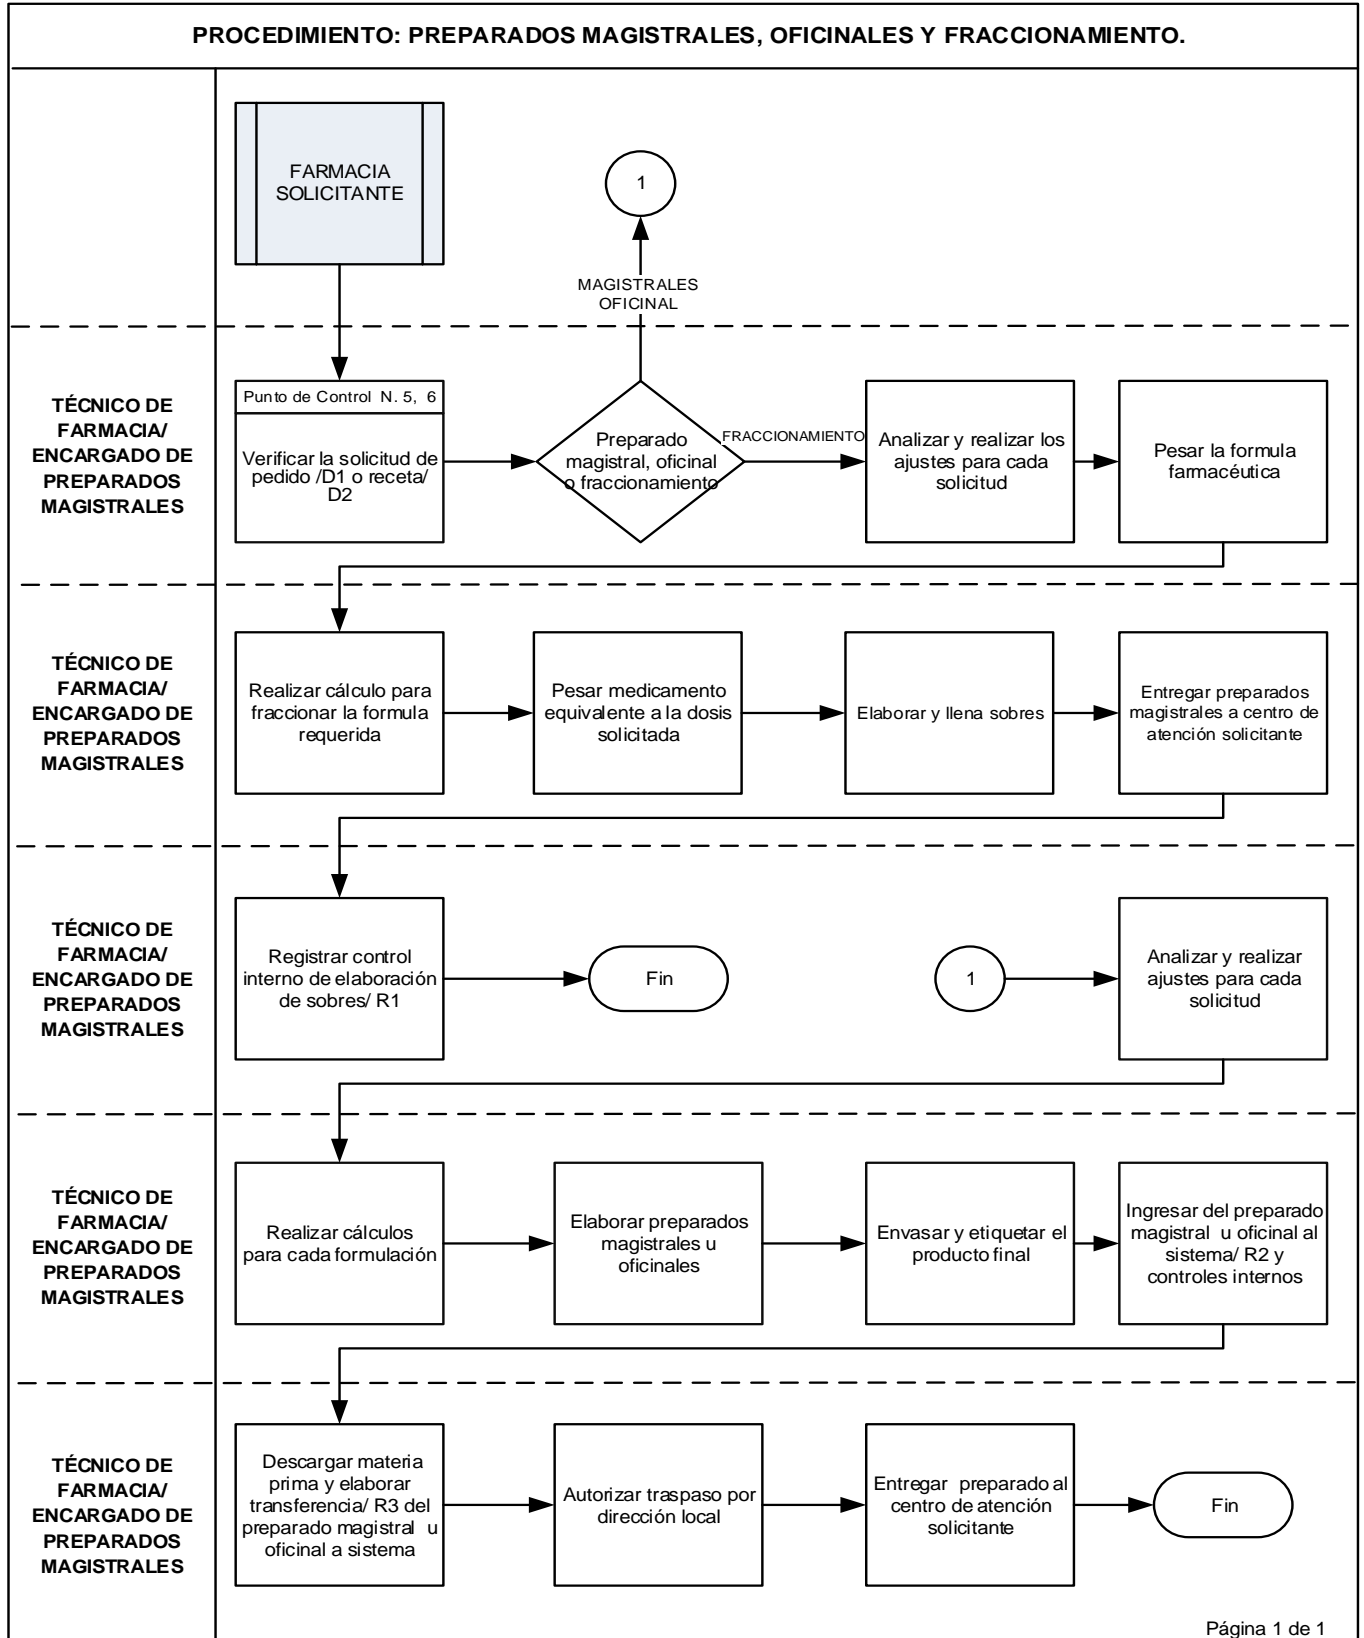 PROCEDIMIENTO: PREPARADOS MAGISTRALES, OFICINALES Y FRACCIONAMIENTO.
FARMACIA
SOLICITANTE
1
MAGISTRALES
OFICINAL
TÉCNICO DE
FARMACIA/
ENCARGADO DE
PREPARADOS
MAGISTRALES
Punto de Control N. 5, 6
Verificar la solicitud de
pedido /D1 o receta/
D2
Preparado
magistral, oficinal
o fraccionamiento
FRACCIONAMIENTO
Analizar y realizar los
ajustes para cada
solicitud
Pesar la formula
farmacéutica
TÉCNICO DE
FARMACIA/
ENCARGADO DE
PREPARADOS
MAGISTRALES
Realizar cálculo para
fraccionar la formula
requerida
Pesar medicamento
equivalente a la dosis
solicitada
Elaborar y llena sobres
Entregar preparados
magistrales a centro de
atención solicitante
TÉCNICO DE
FARMACIA/
ENCARGADO DE
PREPARADOS
MAGISTRALES
Registrar control
interno de elaboración
de sobres/ R1
Fin
1
Analizar y realizar
ajustes para cada
solicitud
TÉCNICO DE
FARMACIA/
ENCARGADO DE
PREPARADOS
MAGISTRALES
Realizar cálculos
para cada formulación
Elaborar preparados
magistrales u
oficinales
Envasar y etiquetar el
producto final
Ingresar del preparado
magistral u oficinal al
sistema/ R2 y
controles internos
TÉCNICO DE
FARMACIA/
ENCARGADO DE
PREPARADOS
MAGISTRALES
Descargar materia
prima y elaborar
transferencia/ R3 del
preparado magistral u
oficinal a sistema
Autorizar traspaso por
dirección local
Entregar preparado al
centro de atención
solicitante
Fin
Página 1 de 1